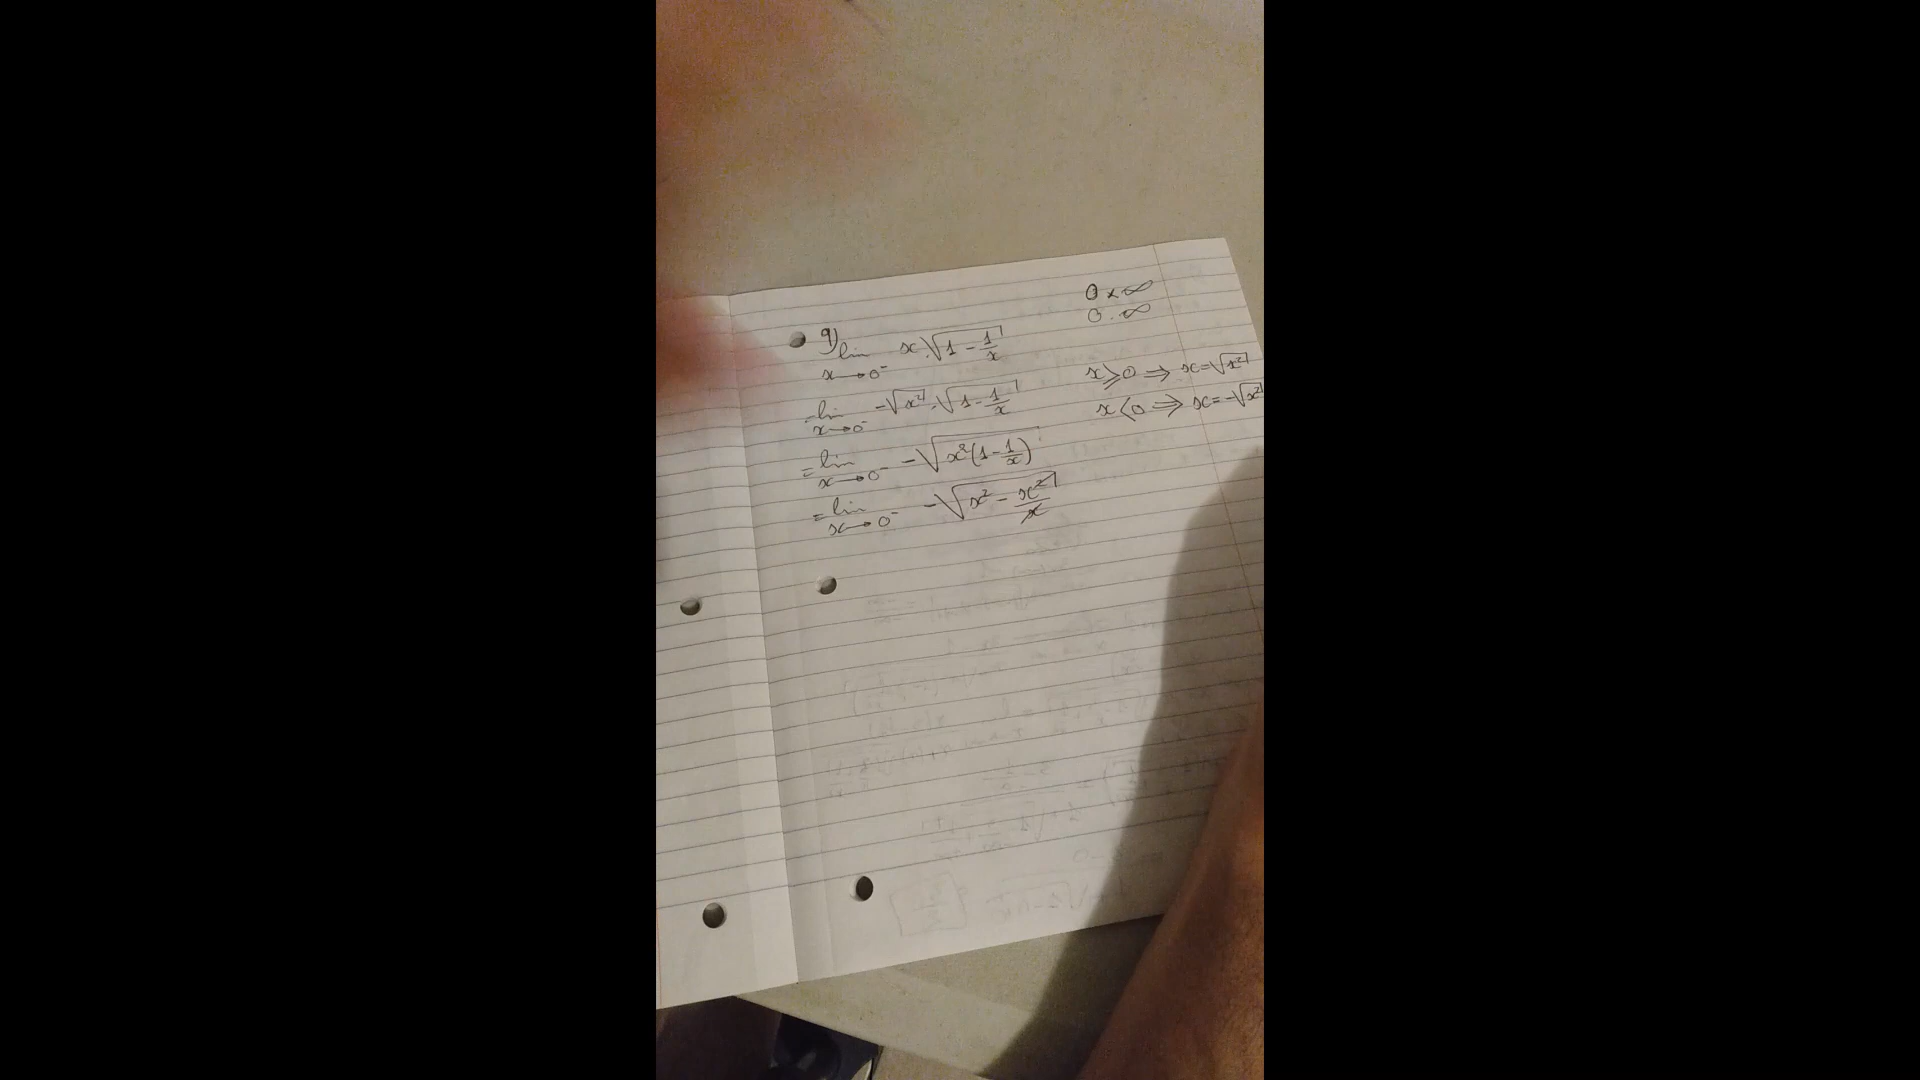 0 × ∞
0 . ∞
9) lim x→0⁻ x.√(1 - 1/x)
x ⩾ 0 ⇒ x = √x²
= lim x→0⁻ -√x² . √(1 - 1/x)
x < 0 ⇒ x = -√x²
= lim x→0⁻ -√(x²(1 - 1/x))
= lim x→0⁻ -√(x² - x²/x)